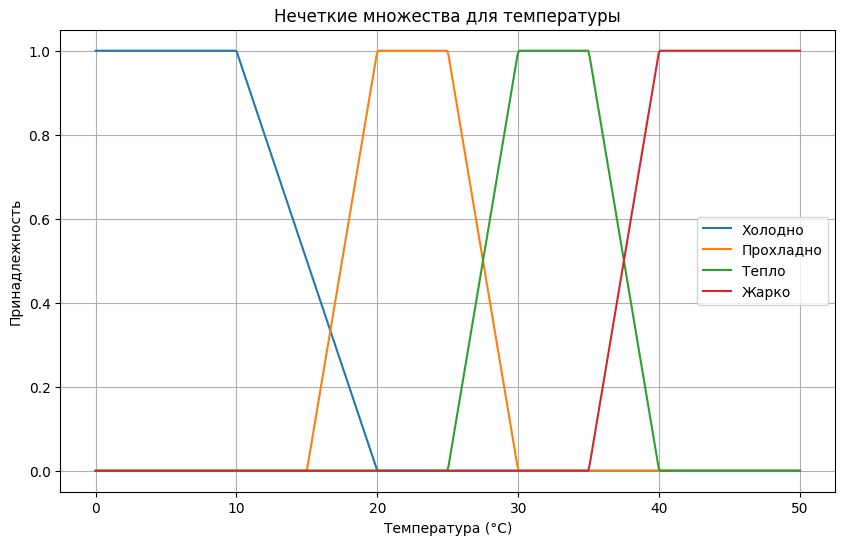 Нечеткие множества для температуры
1.0
0.8
0.6
0.4
0.2
0.0
Принадлежность
Холодно
Прохладно
Тепло
Жарко
0 10 20 30 40 50
Температура (°C)